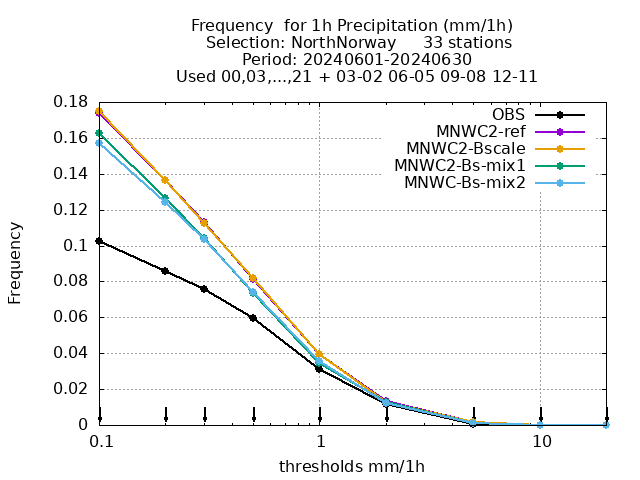 Frequency  for 1h Precipitation (mm/1h)
Selection: NorthNorway     33 stations
Period: 20240601-20240630
Used 00,03,...,21 + 03-02 06-05 09-08 12-11
0.18
0.16
0.14
0.12
0.1
0.08
0.06
0.04
0.02
0
Frequency
OBS
MNWC2-ref
MNWC2-Bscale
MNWC2-Bs-mix1
MNWC-Bs-mix2
0.1 1 10
thresholds mm/1h